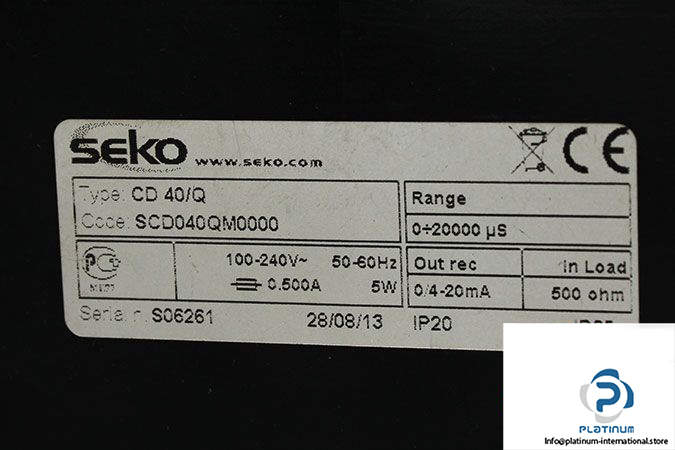 SEKO www.seko.com
CE
Type: CD 40/Q
Code: SCD040QM0000
Range
0÷20000 µS
100-240V~ 50-60Hz
0.500A 5W
Out rec in Load
0/4-20mA 500 ohm
Serial n. S06261 28/08/13 IP20
PLATINUM
Info@platinum-international.store